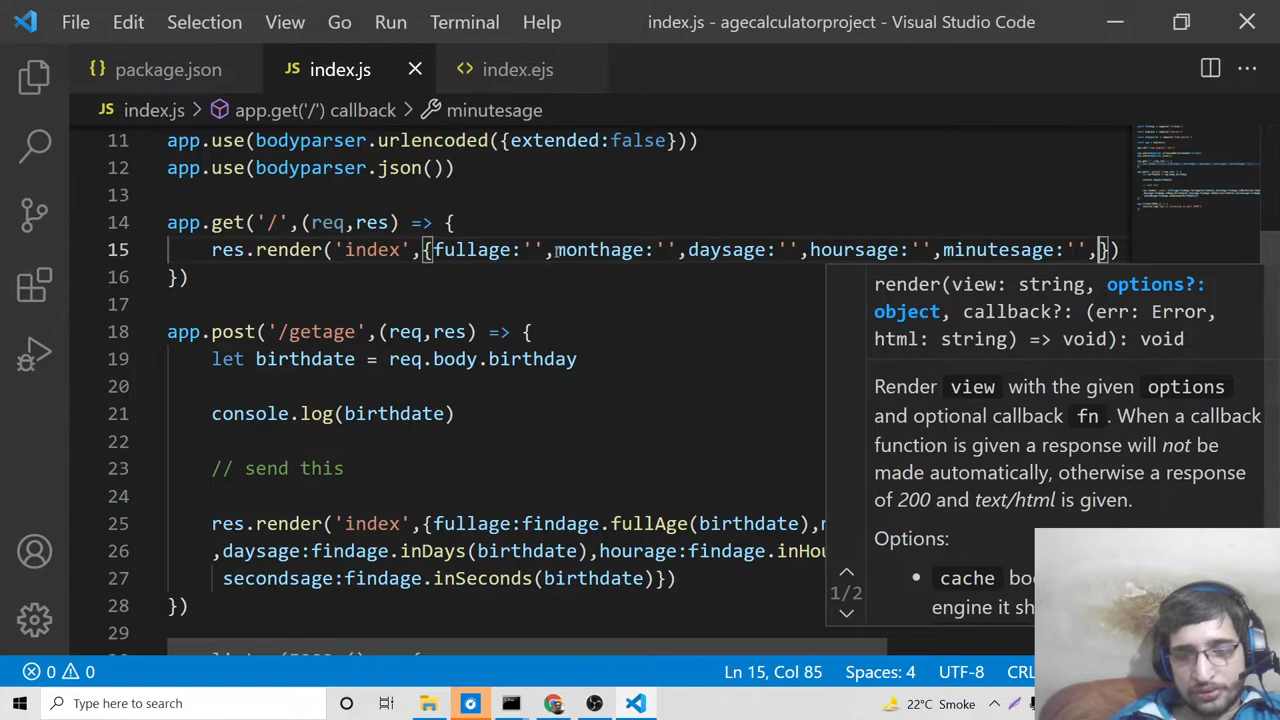 File Edit Selection View Go Run Terminal Help index.js - agecalculatorproject - Visual Studio Code
{} package.json JS index.js <> index.ejs
JS index.js > app.get('/') callback > minutesage
11 app.use(bodyparser.urlencoded({extended:false}))
12 app.use(bodyparser.json())
13
14 app.get('/',(req,res) => {
15 res.render('index',{fullage:'',monthage:'',daysage:'',hoursage:'',minutesage:'',})
16 })
17
render(view: string, options?:
object, callback?: (err: Error,
html: string) => void): void
Render view with the given options
and optional callback fn. When a callback
function is given a response will not be
made automatically, otherwise a response
of 200 and text/html is given.
Options:
• cache boo
engine it sh
1/2
18 app.post('/getage',(req,res) => {
19 let birthdate = req.body.birthday
20
21 console.log(birthdate)
22
23 // send this
24
25 res.render('index',{fullage:findage.fullAge(birthdate),m
26 ,daysage:findage.inDays(birthdate),hourage:findage.inHou
27 secondsage:findage.inSeconds(birthdate)})
28 })
29
0 0 Ln 15, Col 85 Spaces: 4 UTF-8 CRL
Type here to search 22°C Smoke